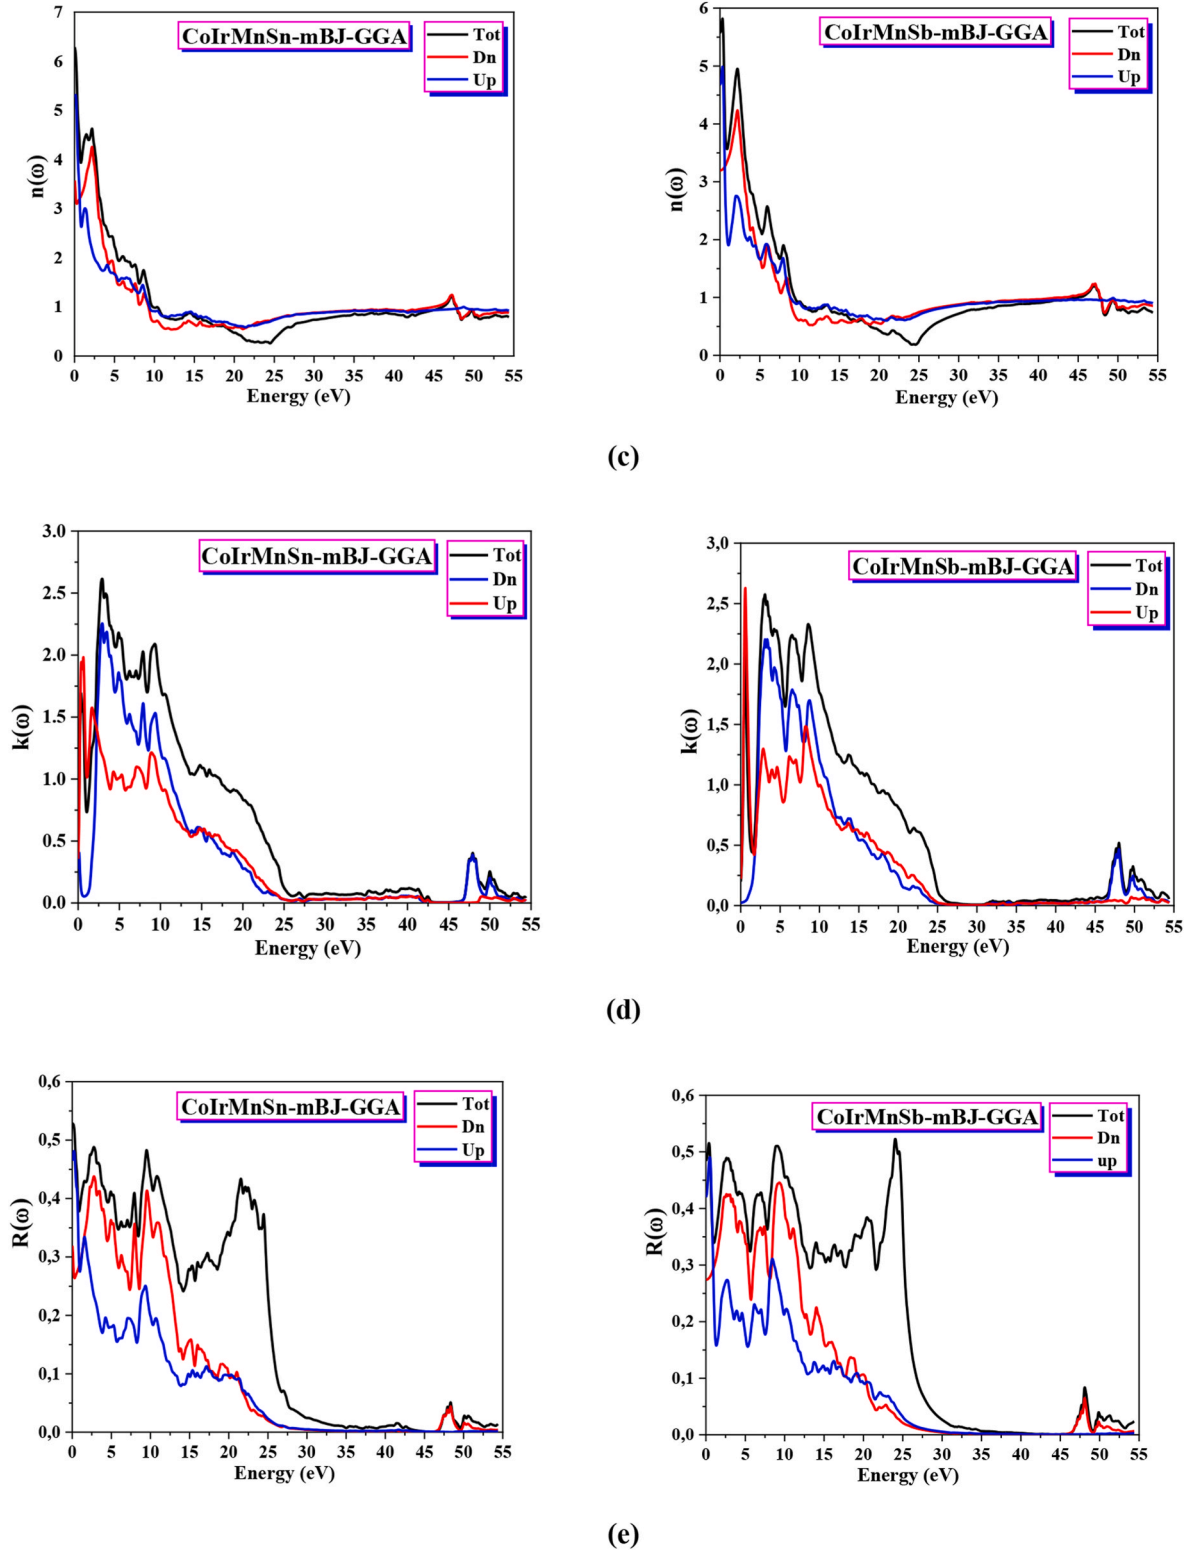 CoIrMnSn-mBJ-GGA
Tot
Dn
Up
n(ω)
7
6
5
4
3
2
1
0
0 5 10 15 20 25 30 35 40 45 50 55
Energy (eV)
CoIrMnSb-mBJ-GGA
Tot
Dn
Up
n(ω)
6
5
4
3
2
1
0
0 5 10 15 20 25 30 35 40 45 50 55
Energy (eV)
(c)
CoIrMnSn-mBJ-GGA
Tot
Dn
Up
k(ω)
3.0
2.5
2.0
1.5
1.0
0.5
0.0
0 5 10 15 20 25 30 35 40 45 50 55
Energy (eV)
CoIrMnSb-mBJ-GGA
Tot
Dn
Up
k(ω)
3,0
2,5
2,0
1,5
1,0
0,5
0,0
0 5 10 15 20 25 30 35 40 45 50 55
Energy (eV)
(d)
CoIrMnSn-mBJ-GGA
Tot
Dn
Up
R(ω)
0,6
0,5
0,4
0,3
0,2
0,1
0,0
0 5 10 15 20 25 30 35 40 45 50 55
Energy (eV)
CoIrMnSb-mBJ-GGA
Tot
Dn
up
R(ω)
0,6
0,5
0,4
0,3
0,2
0,1
0,0
0 5 10 15 20 25 30 35 40 45 50 55
Energy (eV)
(e)